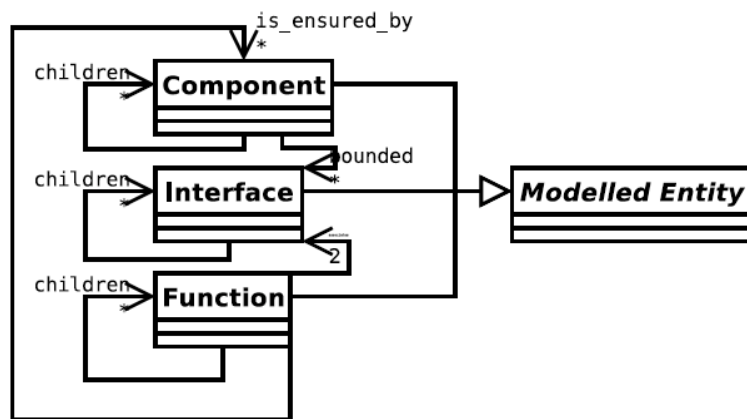 is_ensured_by
*
children
*
Component
bounded
*
children
*
Interface
Modelled Entity
2
children
*
Function